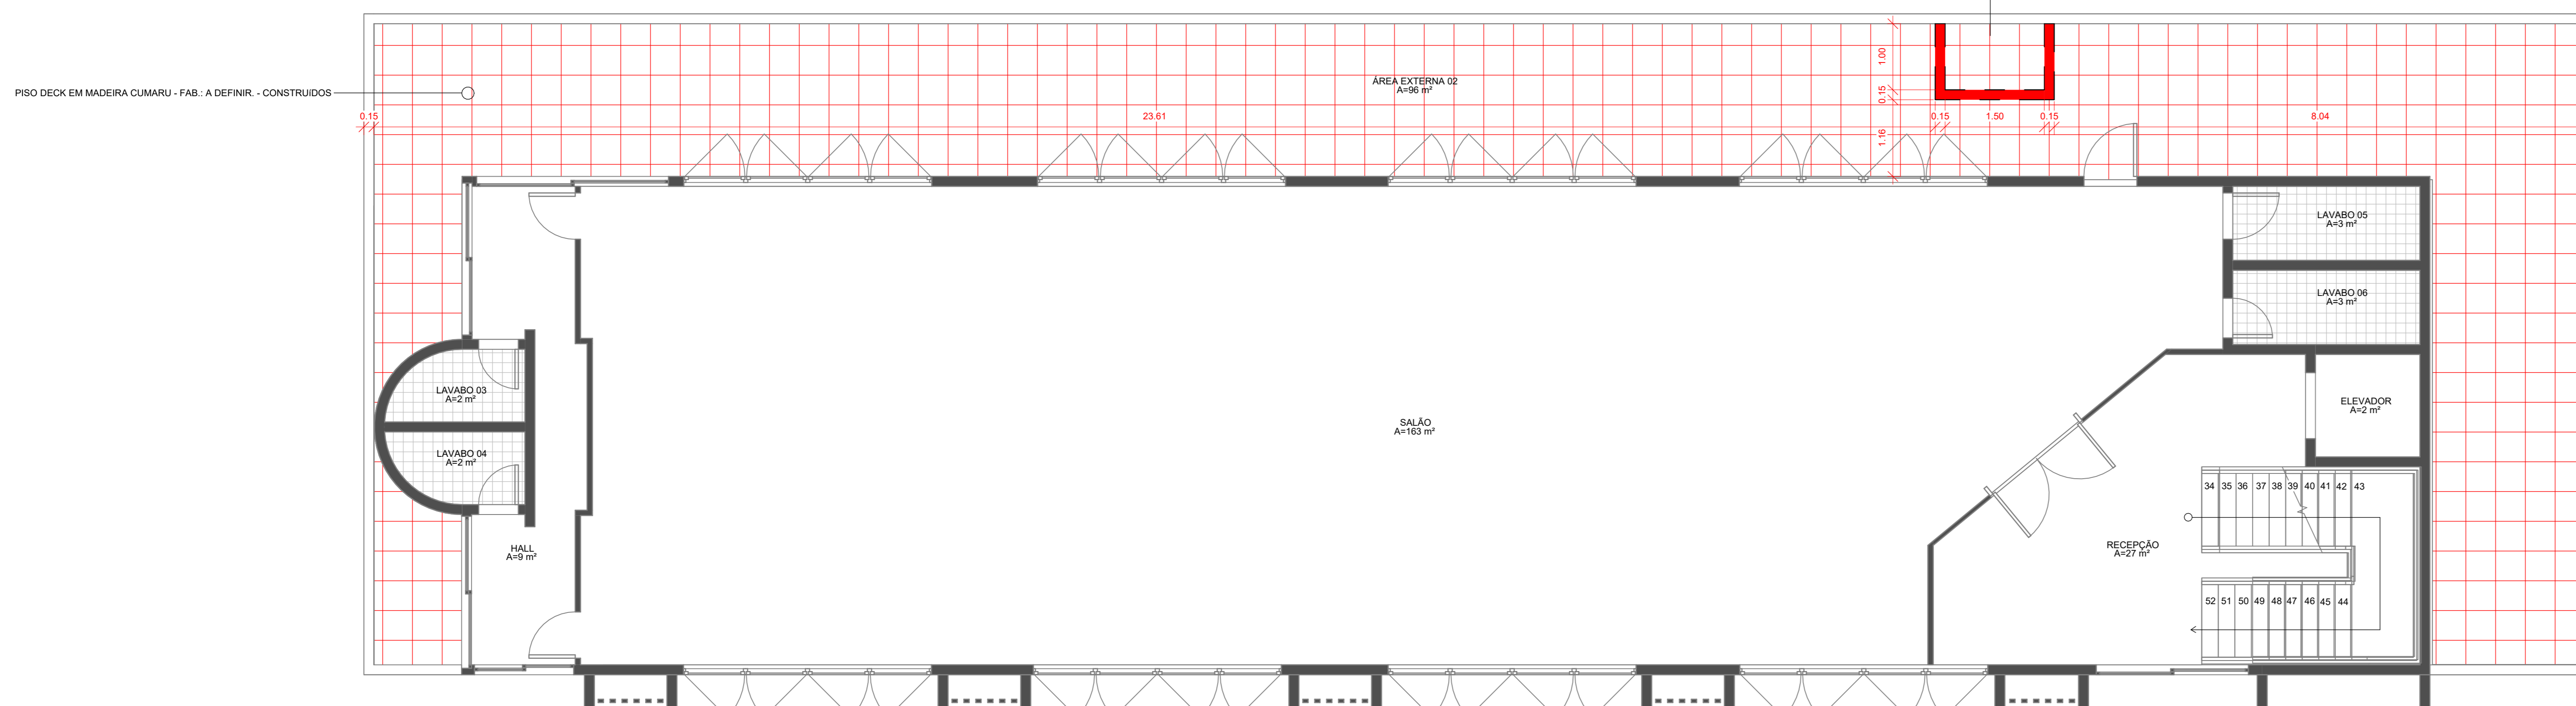 1.00
ÁREA EXTERNA 02
A=96 m²
PISO DECK EM MADEIRA CUMARU - FAB.: A DEFINIR. - CONSTRUÍDOS
0.15
0.15
23.61
0.15
1.50
0.15
8.04
1.16
LAVABO 05
A=3 m²
LAVABO 06
A=3 m²
LAVABO 03
A=2 m²
ELEVADOR
A=2 m²
SALÃO
A=163 m²
LAVABO 04
A=2 m²
34 35 36 37 38 39 40 41 42 43
HALL
A=9 m²
RECEPÇÃO
A=27 m²
52 51 50 49 48 47 46 45 44